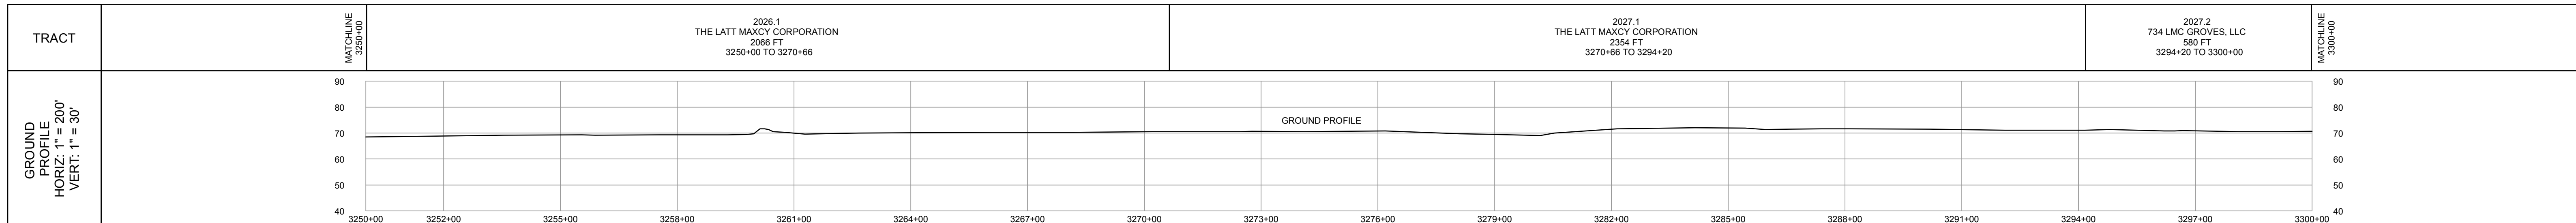 TRACT
MATCHLINE
3250+00
2026.1
THE LATT MAXCY CORPORATION
2066 FT
3250+00 TO 3270+66
2027.1
THE LATT MAXCY CORPORATION
2354 FT
3270+66 TO 3294+20
2027.2
734 LMC GROVES, LLC
580 FT
3294+20 TO 3300+00
MATCHLINE
3300+00
GROUND
PROFILE
HORIZ: 1" = 200'
VERT: 1" = 30'
90
80
70
60
50
40
GROUND PROFILE
90
80
70
60
50
40
3250+00 3252+00 3255+00 3258+00 3261+00 3264+00 3267+00 3270+00 3273+00 3276+00 3279+00 3282+00 3285+00 3288+00 3291+00 3294+00 3297+00 3300+00